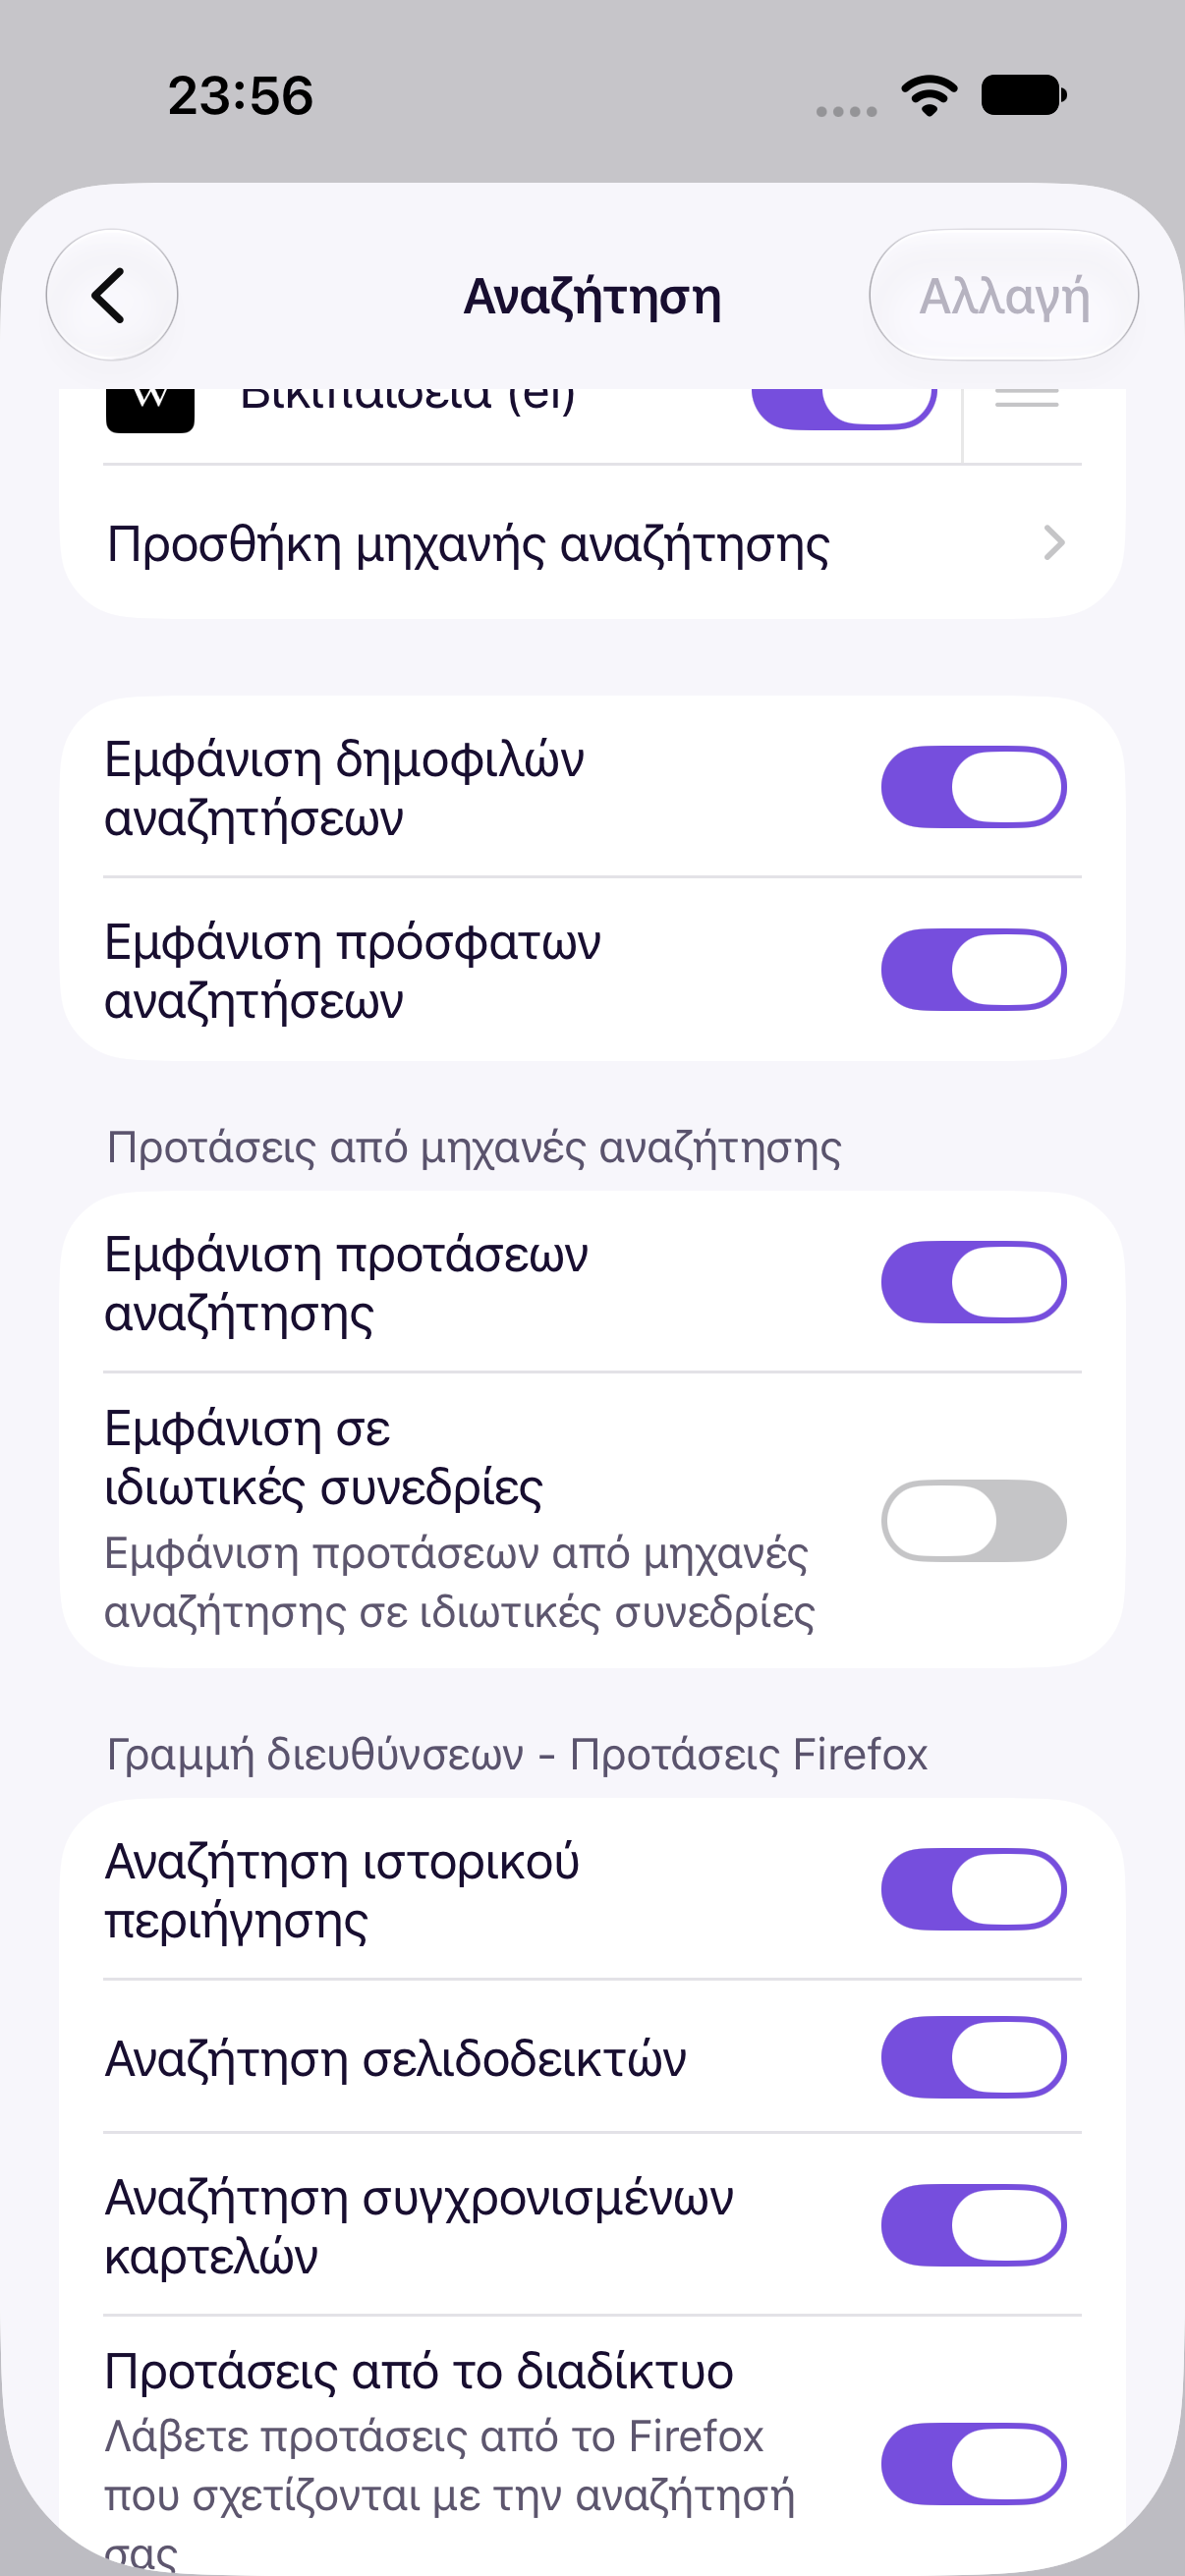 23:56
Αναζήτηση
Αλλαγή
W
Βικιπαίδεια (el)
Προσθήκη μηχανής αναζήτησης
Εμφάνιση δημοφιλών
αναζητήσεων
Εμφάνιση πρόσφατων
αναζητήσεων
Προτάσεις από μηχανές αναζήτησης
Εμφάνιση προτάσεων
αναζήτησης
Εμφάνιση σε
ιδιωτικές συνεδρίες
Εμφάνιση προτάσεων από μηχανές
αναζήτησης σε ιδιωτικές συνεδρίες
Γραμμή διευθύνσεων - Προτάσεις Firefox
Αναζήτηση ιστορικού
περιήγησης
Αναζήτηση σελιδοδεικτών
Αναζήτηση συγχρονισμένων
καρτελών
Προτάσεις από το διαδίκτυο
Λάβετε προτάσεις από το Firefox
που σχετίζονται με την αναζήτησή
σας